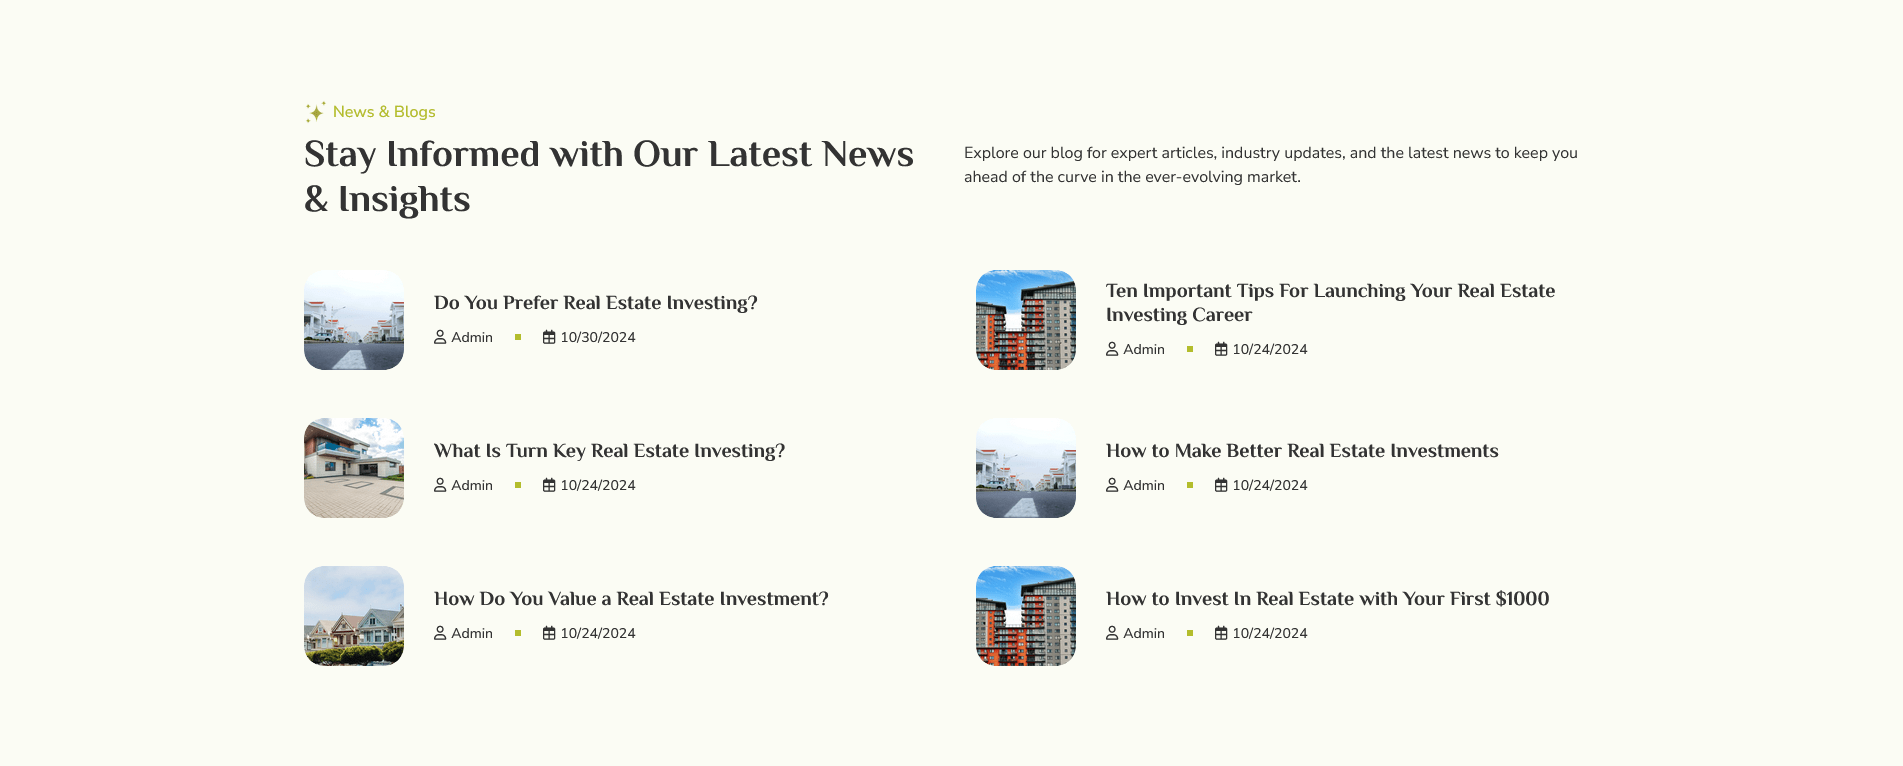 News & Blogs
Stay Informed with Our Latest News
& Insights
Explore our blog for expert articles, industry updates, and the latest news to keep you
ahead of the curve in the ever-evolving market.
Do You Prefer Real Estate Investing?
Admin 10/30/2024
Ten Important Tips For Launching Your Real Estate
Investing Career
Admin 10/24/2024
What Is Turn Key Real Estate Investing?
Admin 10/24/2024
How to Make Better Real Estate Investments
Admin 10/24/2024
How Do You Value a Real Estate Investment?
Admin 10/24/2024
How to Invest In Real Estate with Your First $1000
Admin 10/24/2024